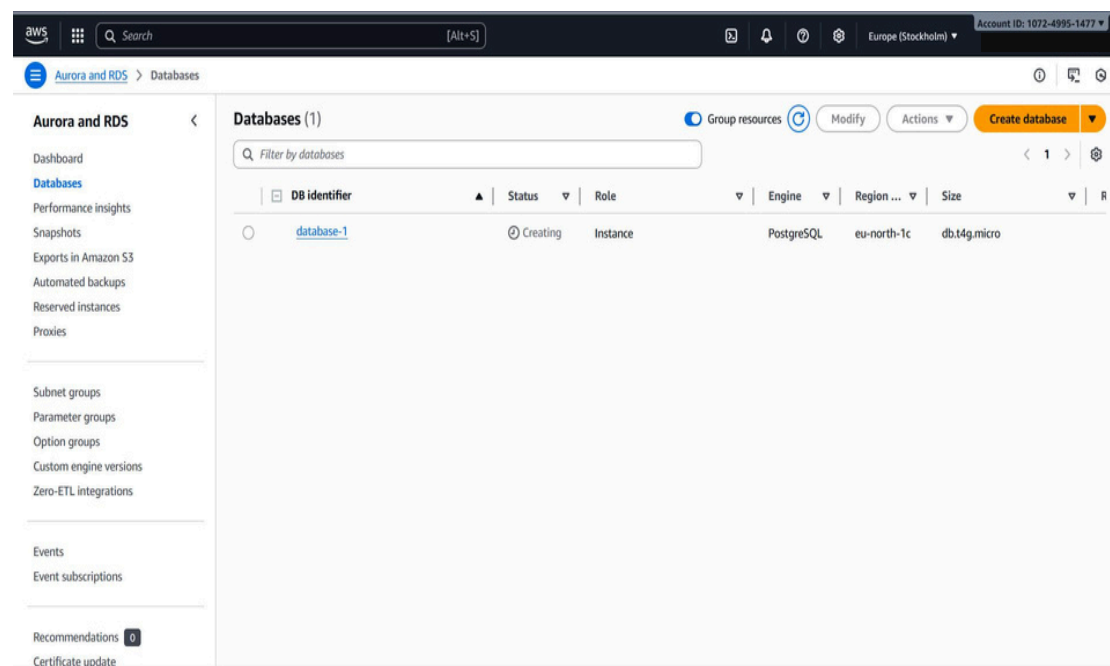 aws Search [Alt+S] Europe (Stockholm) Account ID: 1072-4995-1477
Aurora and RDS > Databases
Aurora and RDS
Dashboard
Databases
Performance insights
Snapshots
Exports in Amazon S3
Automated backups
Reserved instances
Proxies
Subnet groups
Parameter groups
Option groups
Custom engine versions
Zero-ETL integrations
Events
Event subscriptions
Recommendations 0
Certificate update
Databases (1) Group resources Modify Actions Create database
Filter by databases 1
DB identifier Status Role Engine Region ... Size R
database-1 Creating Instance PostgreSQL eu-north-1c db.t4g.micro